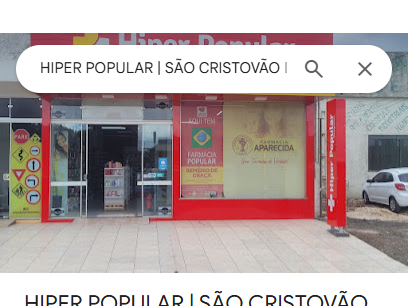 Hiper Popular
HIPER POPULAR | SÃO CRISTOVÃO
PARE
AQUI TEM
FARMÁCIA
POPULAR
REMÉDIO DE
GRAÇA
FARMÁCIA
APARECIDA
Hiper Popular
HIPER POPULAR | SÃO CRISTOVÃO